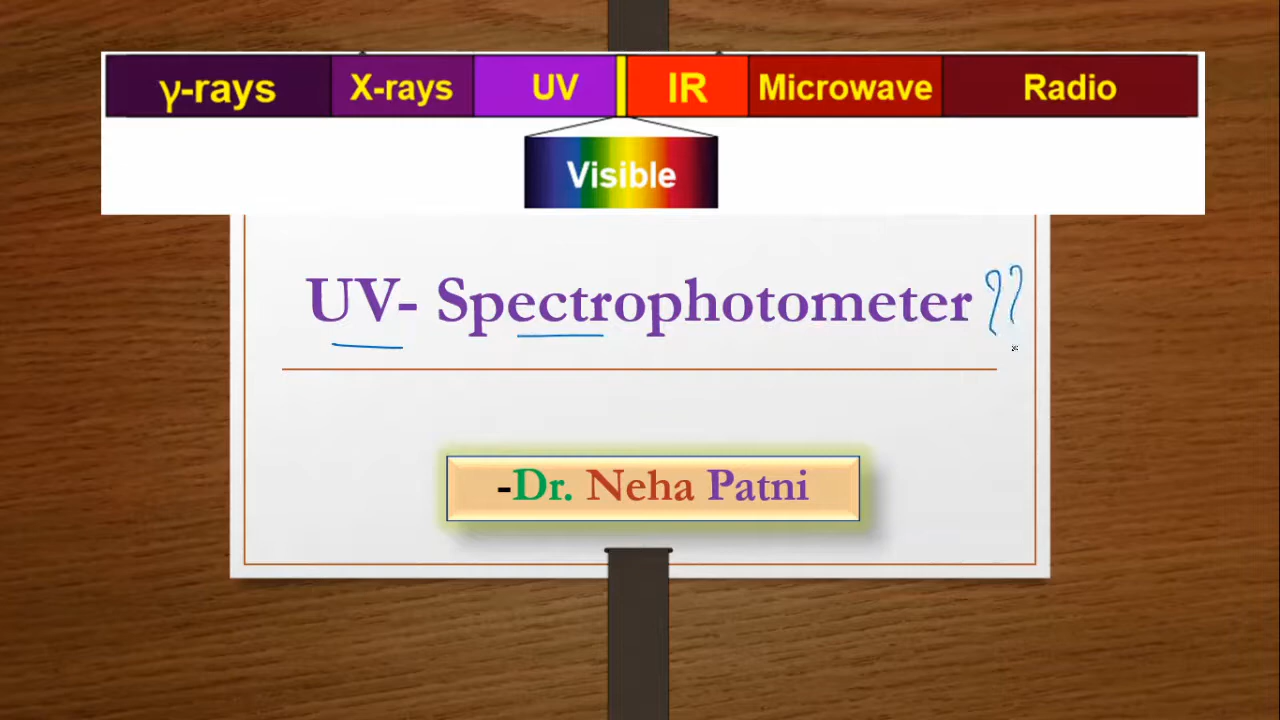 γ-rays X-rays UV IR Microwave Radio
Visible
UV- Spectrophotometer ??
-Dr. Neha Patni